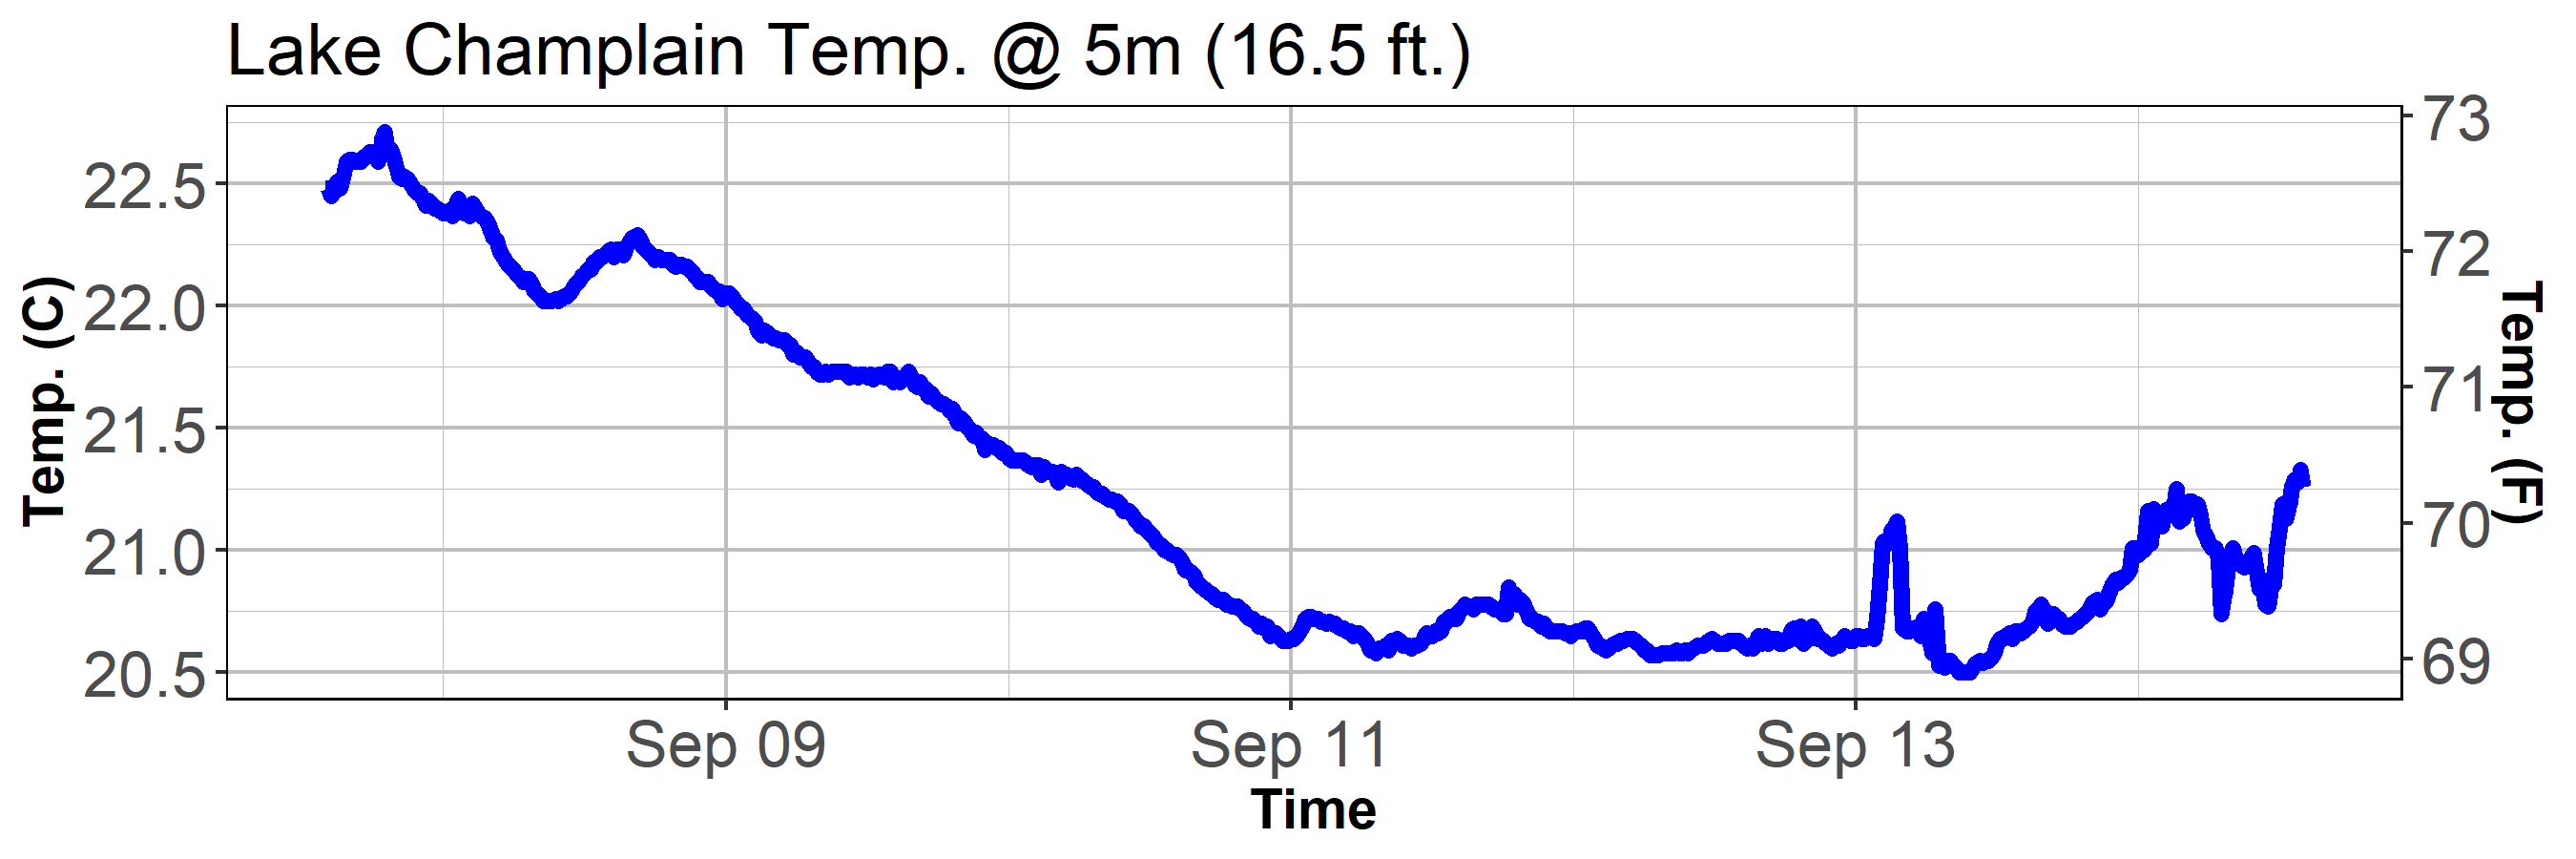 Lake Champlain Temp. @ 5m (16.5 ft.)
Temp. (C)
22.5
22.0
21.5
21.0
20.5
73
72
71
70
69
Temp. (F)
Sep 09
Sep 11
Sep 13
Time